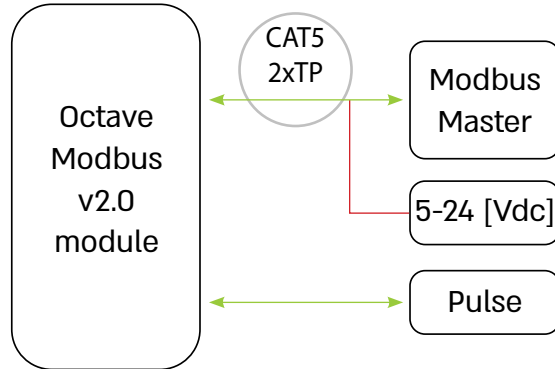 Octave
Modbus
v2.0
module
CAT5
2xTP
Modbus
Master
5-24 [Vdc]
Pulse